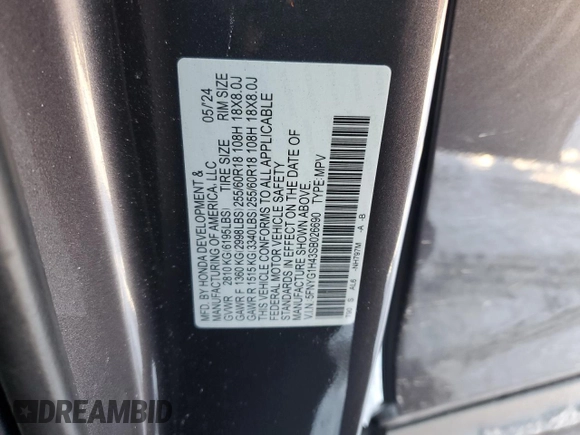 MFD. BY HONDA DEVELOPMENT & 05/24
MANUFACTURING OF AMERICA, LLC
GVWR 2810KG(6195LBS) TIRE SIZE RIM SIZE
GAWR F 1360KG(2998LBS) 255/60R18 108H 18X8.0J
GAWR R 1515KG(3340LBS) 255/60R18 108H 18X8.0J
THIS VEHICLE CONFORMS TO ALL APPLICABLE
FEDERAL MOTOR VEHICLE SAFETY
STANDARDS IN EFFECT ON THE DATE OF
MANUFACTURE SHOWN ABOVE.
V.I.N.: 5FNYG1H43SB026690 TYPE:MPV
T90 G AL6 -NH797M -A -B
DREAMBID